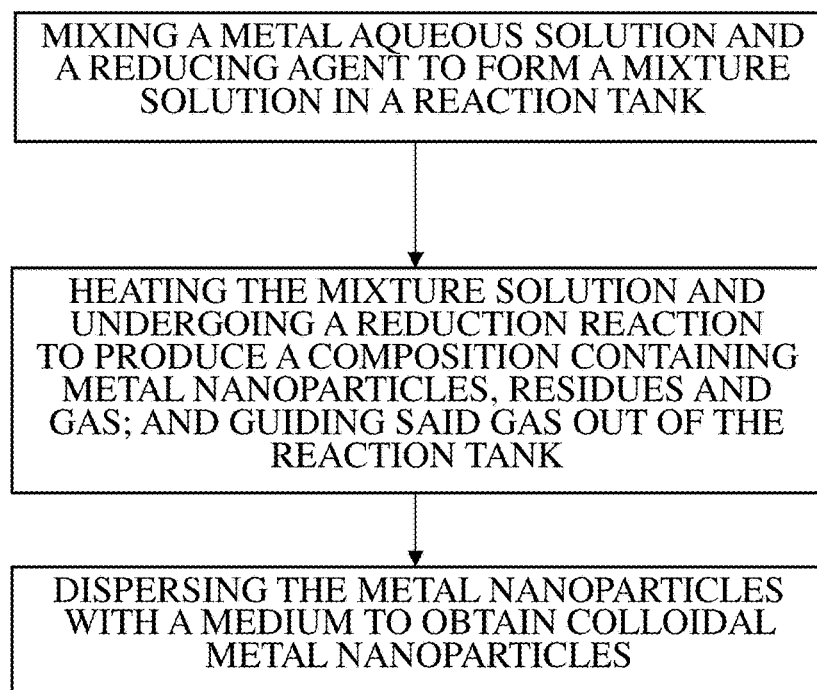 MIXING A METAL AQUEOUS SOLUTION AND
A REDUCING AGENT TO FORM A MIXTURE
SOLUTION IN A REACTION TANK
HEATING THE MIXTURE SOLUTION AND
UNDERGOING A REDUCTION REACTION
TO PRODUCE A COMPOSITION CONTAINING
METAL NANOPARTICLES, RESIDUES AND
GAS; AND GUIDING SAID GAS OUT OF THE
REACTION TANK
DISPERSING THE METAL NANOPARTICLES
WITH A MEDIUM TO OBTAIN COLLOIDAL
METAL NANOPARTICLES